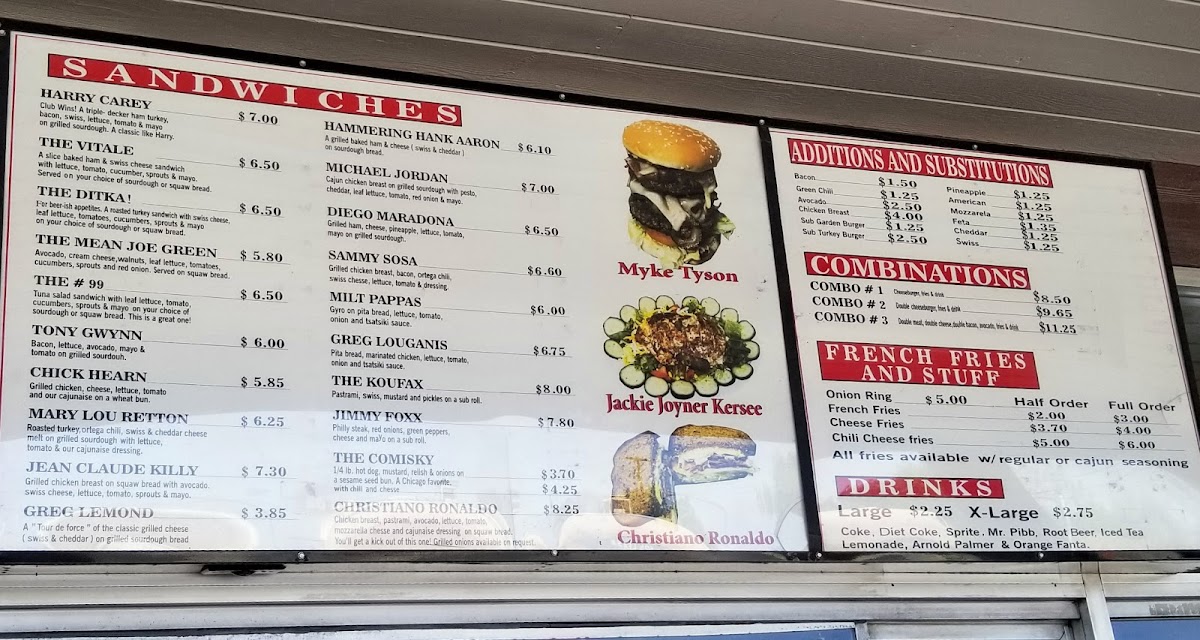 SANDWICHES
HARRY CAREY $ 7.00
Club Wins! A triple- decker ham turkey,
bacon, swiss, lettuce, tomato & mayo
on grilled sourdough. A classic like Harry.
THE VITALE $ 6.50
A slice baked ham & swiss cheese sandwich
with lettuce, tomato, cucumber, sprouts & mayo.
Served on your choice of sourdough or squaw bread.
THE DITKA! $ 6.50
For beer-ish appetites. A roasted turkey sandwich with swiss cheese,
leaf lettuce, tomatoes, cucumbers, sprouts & mayo
on your choice of sourdough or squaw bread.
THE MEAN JOE GREEN $ 5.80
Avocado, cream cheese,walnuts, leaf lettuce, tomatoes,
cucumbers, sprouts and red onion. Served on squaw bread.
THE # 99 $ 6.50
Tuna salad sandwich with leaf lettuce, tomato,
cucumbers, sprouts & mayo on your choice of
sourdough or squaw bread. This is a great one!
TONY GWYNN $ 6.00
Bacon, lettuce, avocado, mayo &
tomato on grilled sourdouh.
CHICK HEARN $ 5.85
Grilled chicken, cheese, lettuce, tomato
and our cajunaise on a wheat bun.
MARY LOU RETTON $ 6.25
Roasted turkey,ortega chili, swiss & cheddar cheese
melt on grilled sourdough with lettuce,
tomato & our cajunaise dressing.
JEAN CLAUDE KILLY $ 7.30
Grilled chicken breast on squaw bread with avocado.
swiss cheese, lettuce, tomato, sprouts & mayo.
GREG LEMOND $ 3.85
A "Tour de force " of the classic grilled cheese
( swiss & cheddar ) on grilled sourdough bread
HAMMERING HANK AARON $ 6.10
A grilled baked ham & cheese ( swiss & cheddar )
on sourdough bread.
MICHAEL JORDAN $ 7.00
Cajun chicken breast on grilled sourdough with pesto,
cheddar, leaf lettuce, tomato, red onion & mayo.
DIEGO MARADONA $ 6.50
Grilled ham, cheese, pineapple, lettuce, tomato,
mayo on grilled sourdough.
SAMMY SOSA $ 6.60
Grilled chicken breast, bacon, ortega chili,
swiss chesse, lettuce, tomato & dressing.
MILT PAPPAS $ 6.00
Gyro on pita bread, lettuce, tomato,
onion and tsatsiki sauce.
GREG LOUGANIS $ 6.75
Pita bread, marinated chicken, lettuce, tomato,
onion and tsatsiki sauce.
THE KOUFAX $ 8.00
Pastrami, swiss, mustard and pickles on a sub roll.
JIMMY FOXX $ 7.80
Philly steak, red onions, green peppers,
cheese and mayo on a sub roll.
THE COMISKY
1/4 lb. hot dog, mustard, relish & onions on $ 3.70
a sesame seed bun. A Chicago favorite,
with chili and chesse $ 4.25
CHRISTIANO RONALDO $ 8.25
Chicken breast, pastrami, avocado, lettuce, tomato,
mozzarella chesse and cajunaise dressing on squaw bread.
You'll get a kick out of this one! Grilled onions available on request.
Myke Tyson
Jackie Joyner Kersee
Christiano Ronaldo
ADDITIONS AND SUBSTITUTIONS
Bacon $1.50
Green Chili $1.25
Avocado $2.50
Chicken Breast $4.00
Sub Garden Burger $1.25
Sub Turkey Burger $2.50
Pineapple $1.25
American $1.25
Mozzarela $1.25
Feta $1.35
Cheddar $1.25
Swiss $1.25
COMBINATIONS
COMBO # 1 Cheeseburger, fries & drink $8.50
COMBO # 2 Double cheeseburger, fries & drink $9.65
COMBO # 3 Double meat, double cheese,double bacon, avocado, fries & drink $11.25
FRENCH FRIES
AND STUFF
Onion Ring $ 5.00 Half Order Full Order
French Fries $2.00 $3.00
Cheese Fries $3.70 $4.00
Chili Cheese fries $5.00 $6.00
All fries available w/ regular or cajun seasoning
DRINKS
Large $2.25 X-Large $2.75
Coke, Diet Coke, Sprite. Mr. Pibb, Root Beer, Iced Tea
Lemonade, Arnold Palmer & Orange Fanta.